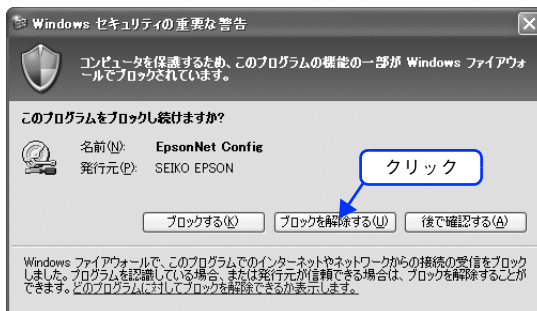 Windows セキュリティの重要な警告
コンピュータを保護するため、このプログラムの機能の一部が Windows ファイアウォ
ールでブロックされています。
このプログラムをブロックし続けますか?
名前(N): EpsonNet Config
発行元(P): SEIKO EPSON
クリック
ブロックする(K) ブロックを解除する(U) 後で確認する(A)
Windows ファイアウォールで、このプログラムでのインターネットやネットワークからの接続の受信をブロック
しました。プログラムを認識している場合、または発行元が信頼できる場合は、ブロックを解除することが
できます。どのプログラムに対してブロックを解除できるか表示します。